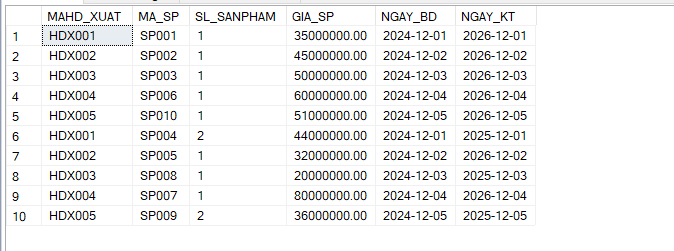 MAHD_XUAT MA_SP SL_SANPHAM GIA_SP NGAY_BD NGAY_KT
1 HDX001 SP001 1 35000000.00 2024-12-01 2026-12-01
2 HDX002 SP002 1 45000000.00 2024-12-02 2026-12-02
3 HDX003 SP003 1 50000000.00 2024-12-03 2026-12-03
4 HDX004 SP006 1 60000000.00 2024-12-04 2026-12-04
5 HDX005 SP010 1 51000000.00 2024-12-05 2026-12-05
6 HDX001 SP004 2 44000000.00 2024-12-01 2025-12-01
7 HDX002 SP005 1 32000000.00 2024-12-02 2026-12-02
8 HDX003 SP008 1 20000000.00 2024-12-03 2025-12-03
9 HDX004 SP007 1 80000000.00 2024-12-04 2026-12-04
10 HDX005 SP009 2 36000000.00 2024-12-05 2025-12-05